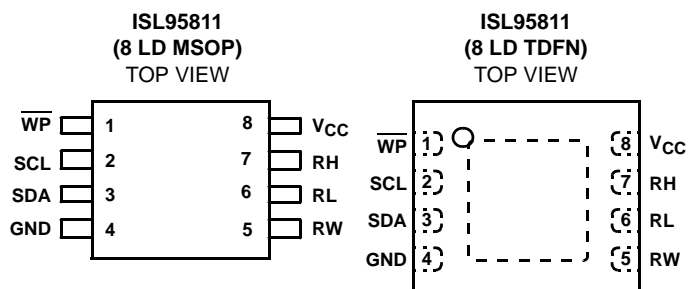 ISL95811
(8 LD MSOP)
TOP VIEW
WP 1 8 VCC
SCL 2 7 RH
SDA 3 6 RL
GND 4 5 RW
ISL95811
(8 LD TDFN)
TOP VIEW
WP 1 8 VCC
SCL 2 7 RH
SDA 3 6 RL
GND 4 5 RW